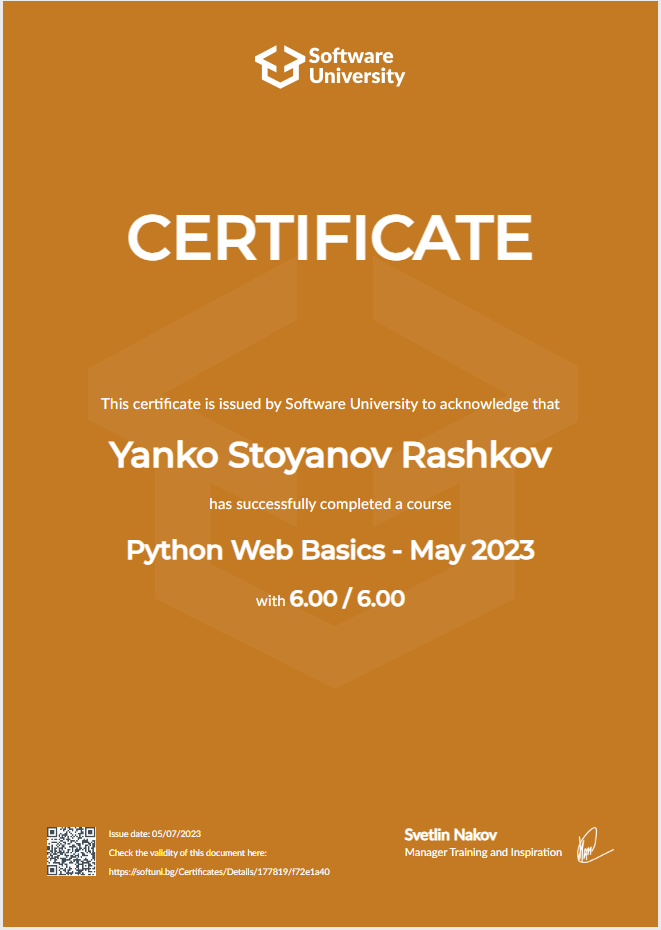 Software
University
CERTIFICATE
This certificate is issued by Software University to acknowledge that
Yanko Stoyanov Rashkov
has successfully completed a course
Python Web Basics - May 2023
with 6.00 / 6.00
Issue date: 05/07/2023
Check the validity of this document here:
https://softuni.bg/Certificates/Details/177819/f72e1a40
Svetlin Nakov
Manager Training and Inspiration